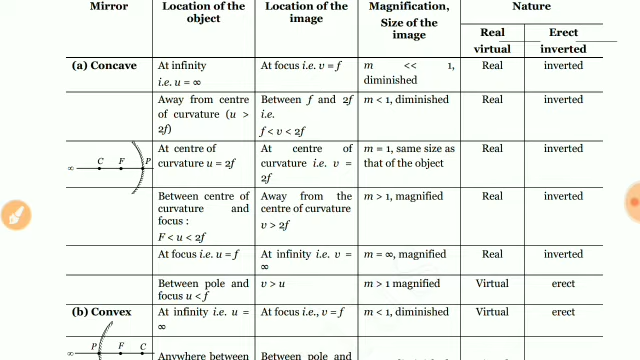 Mirror Location of the object Location of the image Magnification, Size of the image Nature
Real virtual Erect inverted
(a) Concave At infinity i.e. u = ∞ At focus i.e. v = f m << 1, diminished Real inverted
Away from centre of curvature (u > 2f) Between f and 2f i.e. f < v < 2f m < 1, diminished Real inverted
∞ C F P At centre of curvature u = 2f At centre of curvature i.e. v = 2f m = 1, same size as that of the object Real inverted
Between centre of curvature and focus : F < u < 2f Away from the centre of curvature v > 2f m > 1, magnified Real inverted
At focus i.e. u = f At infinity i.e. v = ∞ m = ∞, magnified Real inverted
Between pole and focus u < f v > u m > 1 magnified Virtual erect
(b) Convex At infinity i.e. u = ∞ At focus i.e., v = f m < 1, diminished Virtual erect
∞ P F C Anywhere between Between pole and